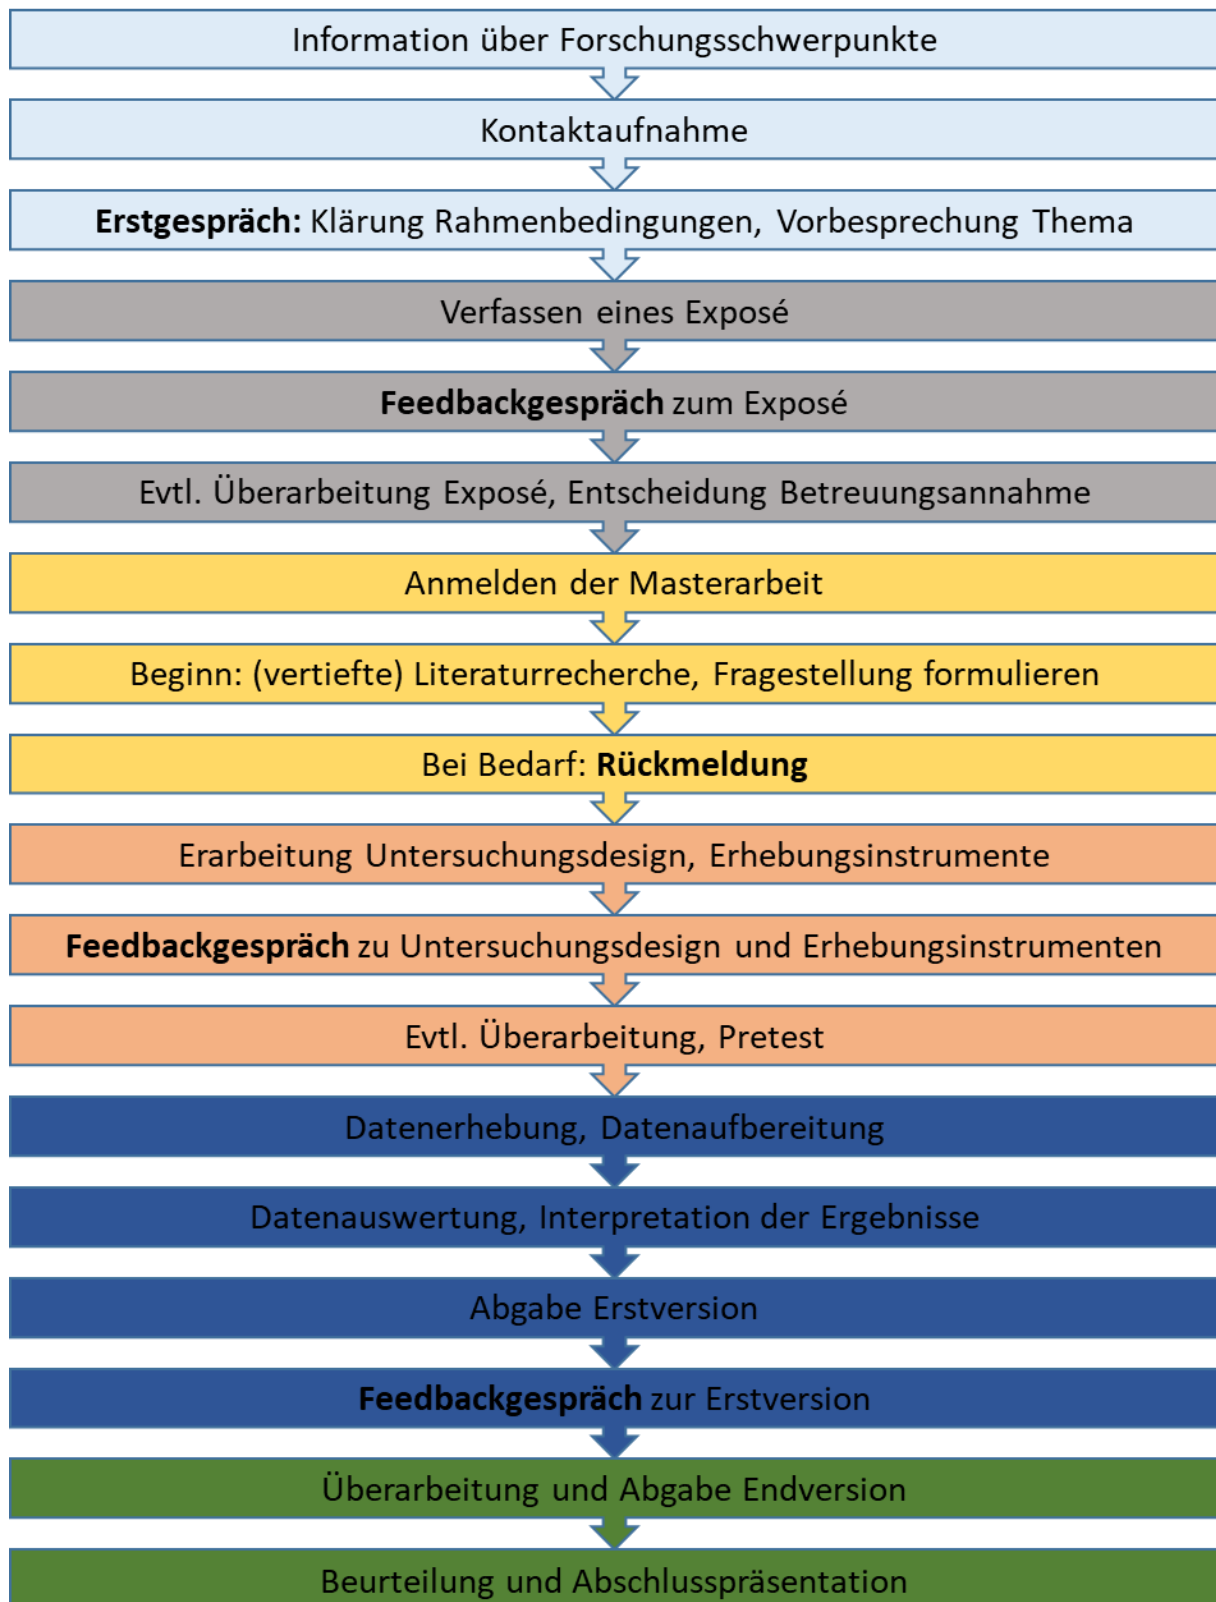 Information über Forschungsschwerpunkte
Kontaktaufnahme
Erstgespräch: Klärung Rahmenbedingungen, Vorbesprechung Thema
Verfassen eines Exposé
Feedbackgespräch zum Exposé
Evtl. Überarbeitung Exposé, Entscheidung Betreuungsannahme
Anmelden der Masterarbeit
Beginn: (vertiefte) Literaturrecherche, Fragestellung formulieren
Bei Bedarf: Rückmeldung
Erarbeitung Untersuchungsdesign, Erhebungsinstrumente
Feedbackgespräch zu Untersuchungsdesign und Erhebungsinstrumenten
Evtl. Überarbeitung, Pretest
Datenerhebung, Datenaufbereitung
Datenauswertung, Interpretation der Ergebnisse
Abgabe Erstversion
Feedbackgespräch zur Erstversion
Überarbeitung und Abgabe Endversion
Beurteilung und Abschlusspräsentation